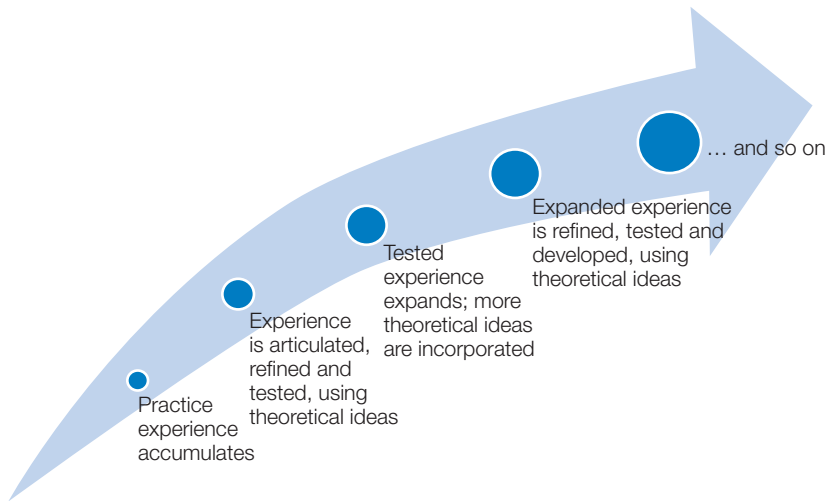 Practice
experience
accumulates
Experience
is articulated,
refined and
tested, using
theoretical ideas
Tested
experience
expands; more
theoretical ideas
are incorporated
Expanded experience
is refined, tested and
developed, using
theoretical ideas
… and so on